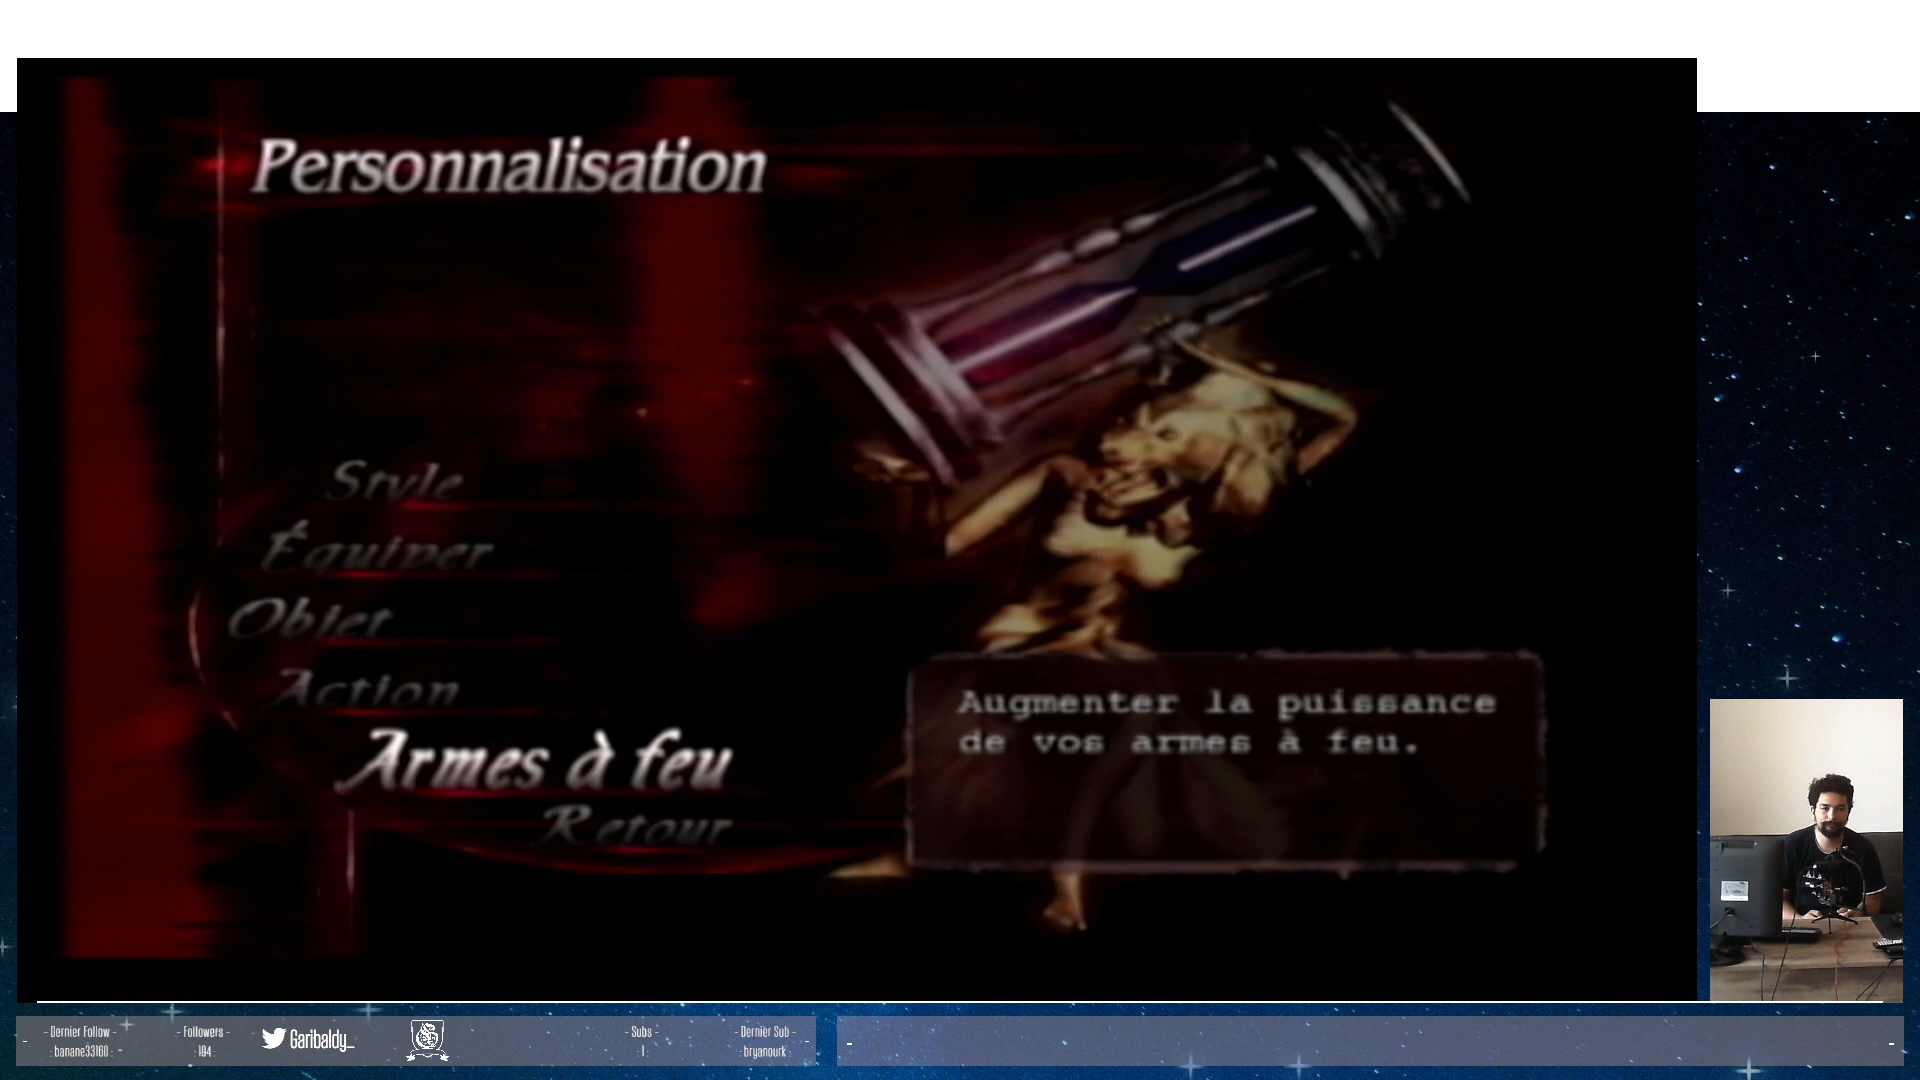 Personnalisation
Style
Équiper
Objet
Action
Armes à feu
Retour
Augmenter la puissance
de vos armes à feu.
- Dernier Follow -
: banane33160 :
- Followers -
: 194 :
Garibaldy_
- Subs -
: 1 :
- Dernier Sub -
: bryanourk :